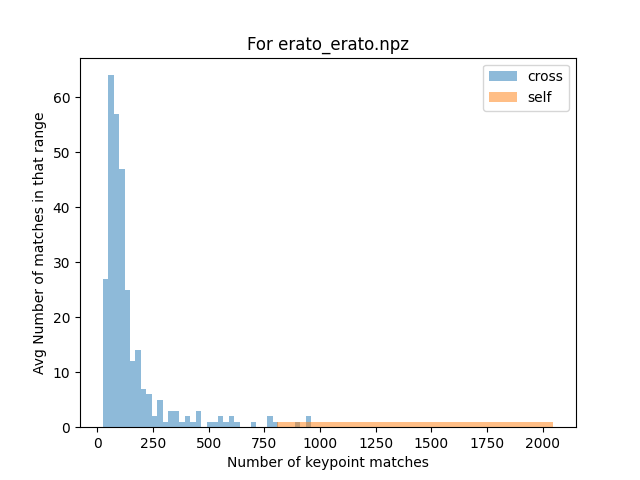 For erato_erato.npz
cross
self
Avg Number of matches in that range
60
50
40
30
20
10
0
0 250 500 750 1000 1250 1500 1750 2000
Number of keypoint matches